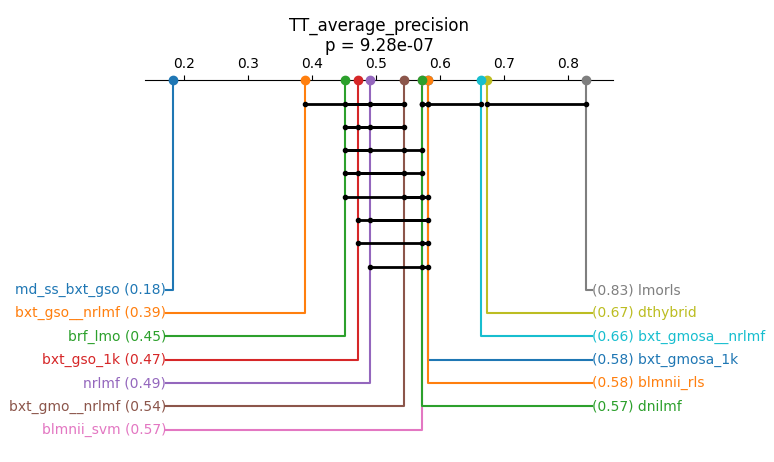 TT_average_precision
p = 9.28e-07
0.2 0.3 0.4 0.5 0.6 0.7 0.8
md_ss_bxt_gso (0.18)
bxt_gso__nrlmf (0.39)
brf_lmo (0.45)
bxt_gso_1k (0.47)
nrlmf (0.49)
bxt_gmo__nrlmf (0.54)
blmnii_svm (0.57)
(0.83) lmorls
(0.67) dthybrid
(0.66) bxt_gmosa__nrlmf
(0.58) bxt_gmosa_1k
(0.58) blmnii_rls
(0.57) dnilmf